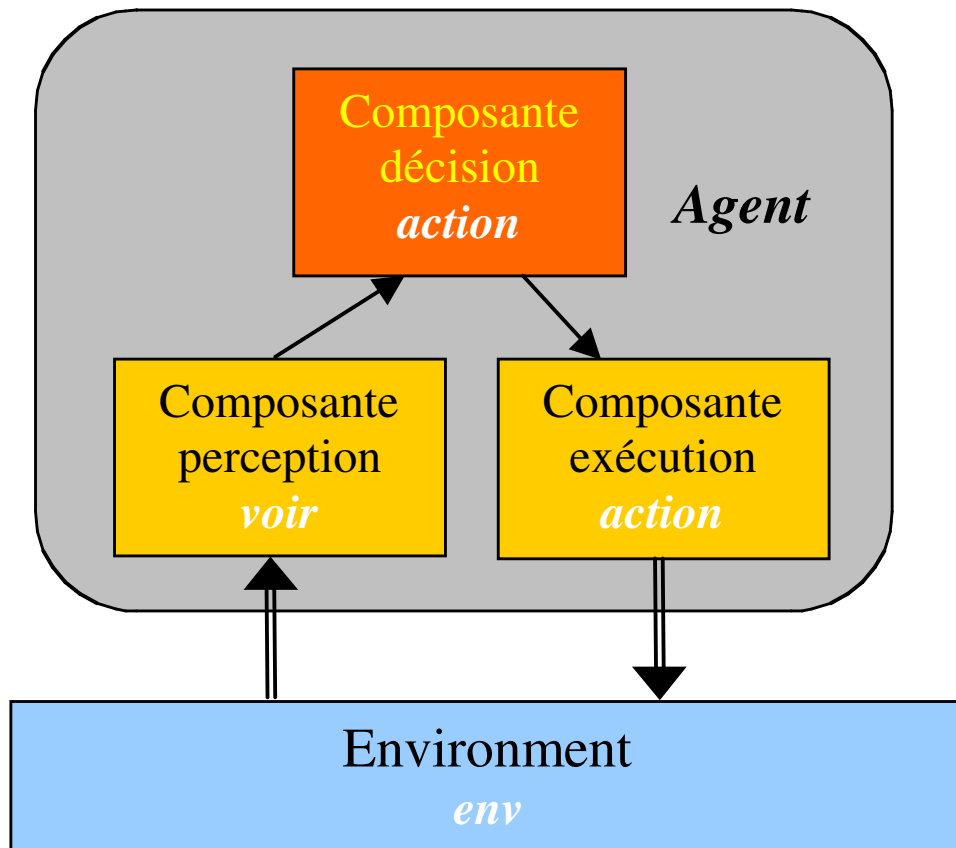 Composante
décision
action
Agent
Composante
perception
voir
Composante
exécution
action
Environment
env